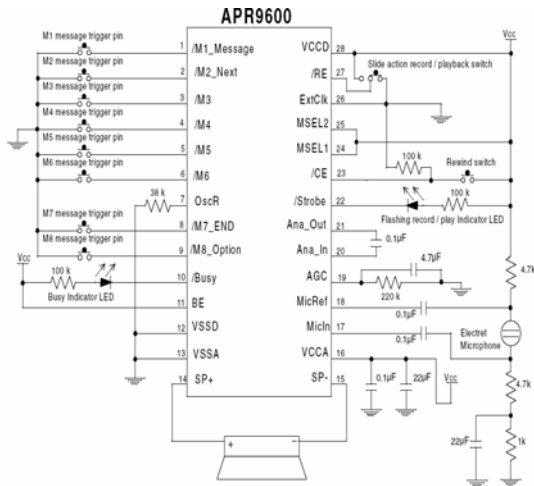 APR9600
M1 message trigger pin
1
/M1_Message
M2 message trigger pin
2
/M2_Next
M3 message trigger pin
3
/M3
M4 message trigger pin
4
/M4
M5 message trigger pin
5
/M5
M6 message trigger pin
6
/M6
38 k
7
OscR
M7 message trigger pin
8
/M7_END
M8 message trigger pin
9
/M8_Option
Vcc
100 k
Busy Indicator LED
10
/Busy
11
BE
12
VSSD
13
VSSA
14
SP+
VCCD
28
Vcc
Slide action record / playback switch
/RE
27
ExtClk
26
MSEL2
25
MSEL1
24
100 k
Rewind switch
/CE
23
/Strobe
22
100 k
Flashing record / play Indicator LED
Ana_Out
21
0.1µF
Ana_In
20
4.7µF
AGC
19
220 k
4.7k
MicRef
18
0.1µF
Electret
Microphone
MicIn
17
0.1µF
VCCA
16
Vcc
0.1µF
22µF
4.7k
SP-
15
22µF
1k
+
−